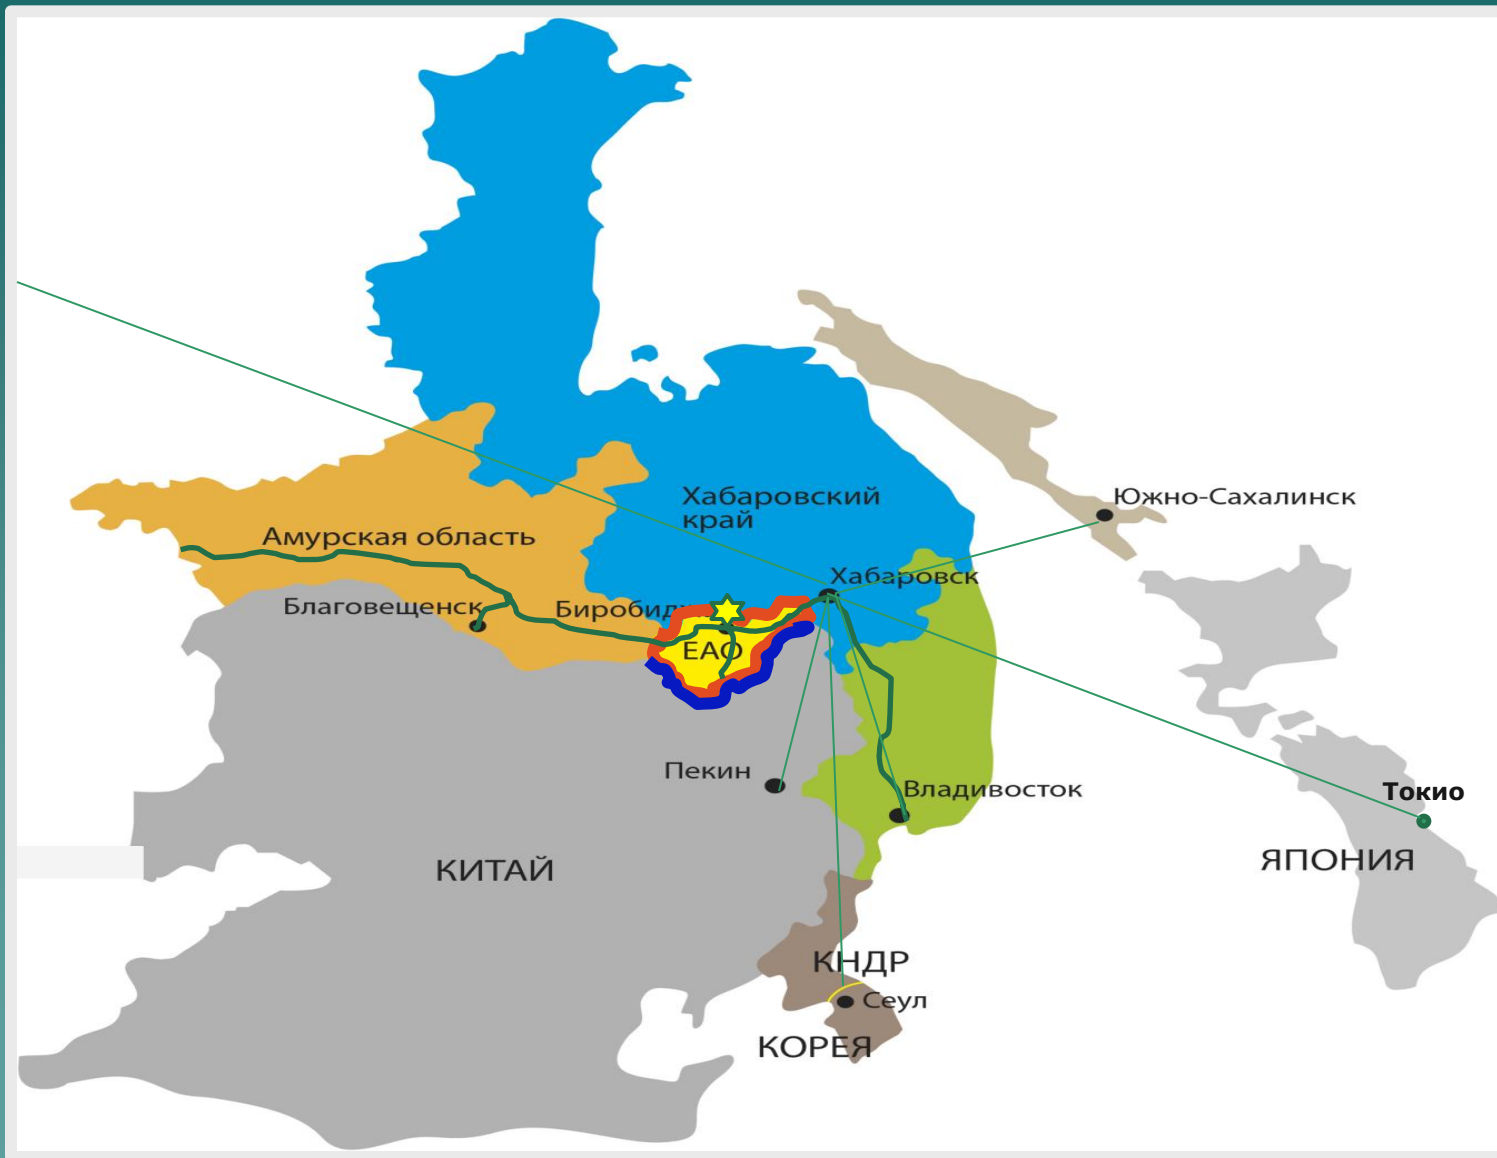 Хабаровский
край
Южно-Сахалинск
Амурская область
Хабаровск
Благовещенск
ЕАО
Пекин
Владивосток
Токио
КИТАЙ
ЯПОНИЯ
КНДР
Сеул
КОРЕЯ